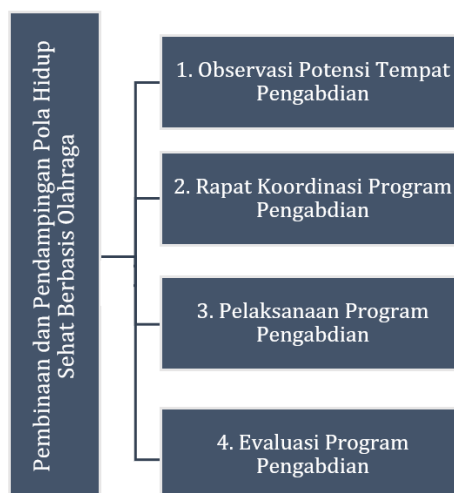 Pembinaan dan Pendampingan Pola Hidup
Sehat Berbasis Olahraga
1. Observasi Potensi Tempat
Pengabdian
2. Rapat Koordinasi Program
Pengabdian
3. Pelaksanaan Program
Pengabdian
4. Evaluasi Program
Pengabdian